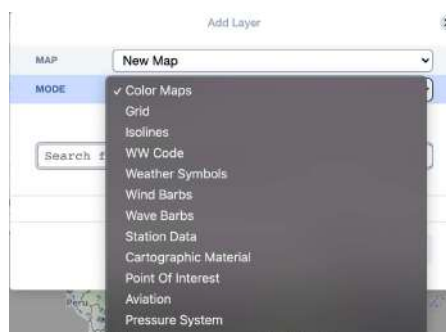 Add Layer
MAP New Map
MODE ✓ Color Maps
Grid
Isolines
Search f
WW Code
Weather Symbols
Wind Barbs
Wave Barbs
Station Data
Cartographic Material
Point Of Interest
Aviation
Peru
Pressure System